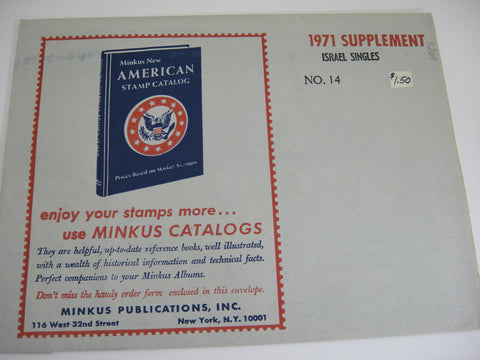 1971 SUPPLEMENT
ISRAEL SINGLES
NO. 14
$1.50
Minkus New
AMERICAN
STAMP CATALOG
Prices Based on Market Averages
enjoy your stamps more...
use MINKUS CATALOGS
They are helpful, up-to-date reference books, well illustrated,
with a wealth of historical information and technical facts.
Perfect companions to your Minkus Albums.
Don't miss the handy order form enclosed in this envelope.
MINKUS PUBLICATIONS, INC.
116 West 32nd Street New York, N.Y. 10001